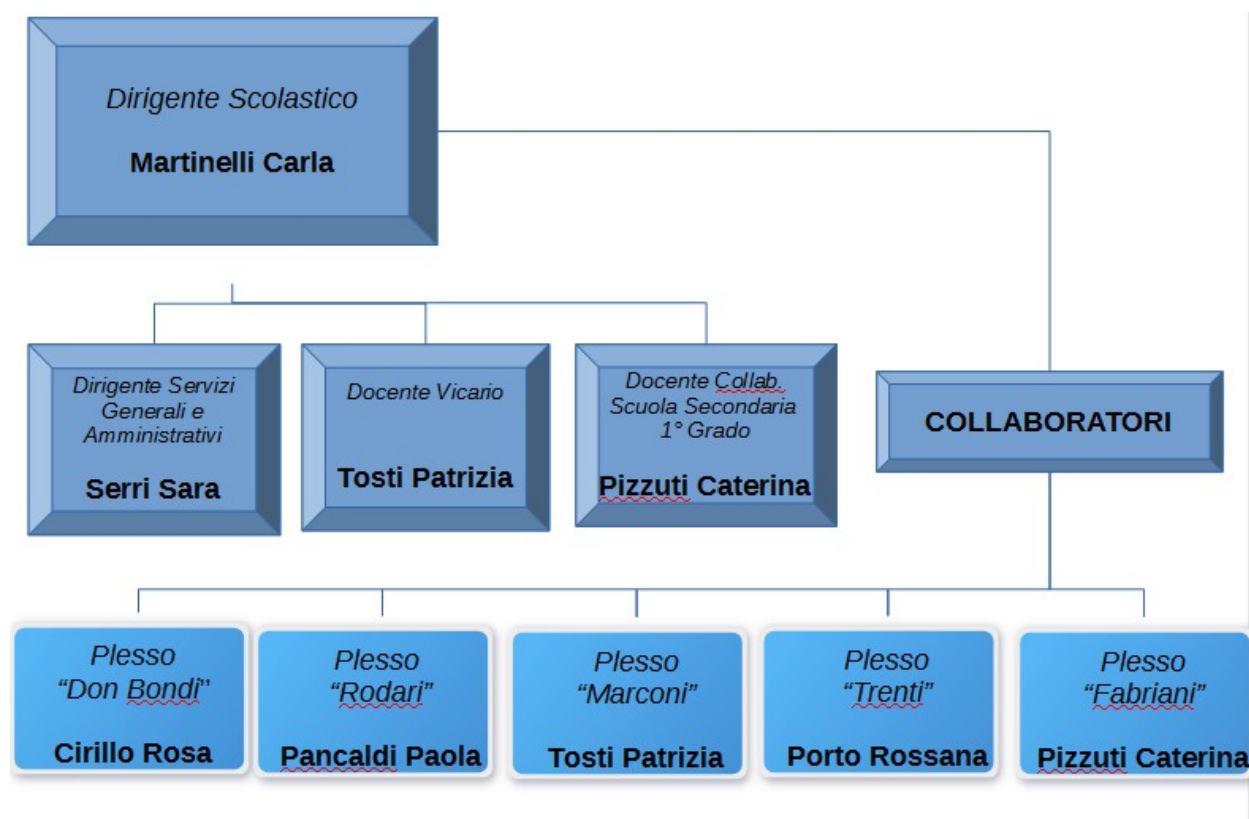 Dirigente Scolastico
Martinelli Carla
Dirigente Servizi
Generali e
Amministrativi
Serri Sara
Docente Vicario
Tosti Patrizia
Docente Collab.
Scuola Secondaria
1° Grado
Pizzuti Caterina
COLLABORATORI
Plesso
“Don Bondi”
Cirillo Rosa
Plesso
“Rodari”
Pancaldi Paola
Plesso
“Marconi”
Tosti Patrizia
Plesso
“Trenti”
Porto Rossana
Plesso
“Fabriani”
Pizzuti Caterina